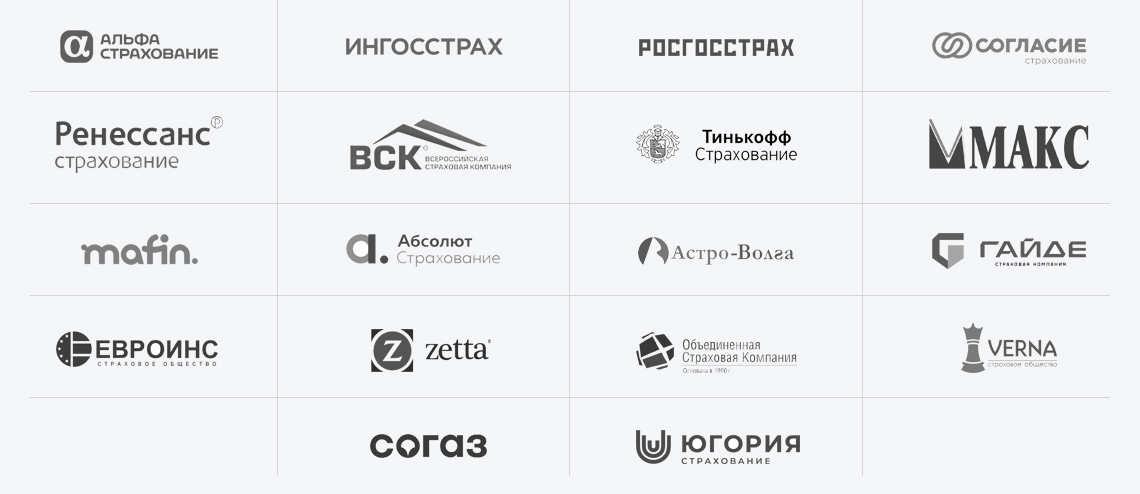 α АЛЬФА
СТРАХОВАНИЕ
ИНГОССТРАХ
РОСГОССТРАХ
СОГЛАСИЕ
страхование
Ренессанс Р
страхование
ВСК ВСЕРОССИЙСКАЯ
СТРАХОВАЯ КОМПАНИЯ
Тинькофф
Страхование
МАКС
mafin.
а. Абсолют
Страхование
Астро-Волга
ГАЙДЕ
СТРАХОВАЯ КОМПАНИЯ
ЕВРОИНС
СТРАХОВОЕ ОБЩЕСТВО
Z zetta
Объединенная
Страховая Компания
Основана в 1990 г.
VERNA
страховое общество
согаз
ЮГОРИЯ
СТРАХОВАНИЕ